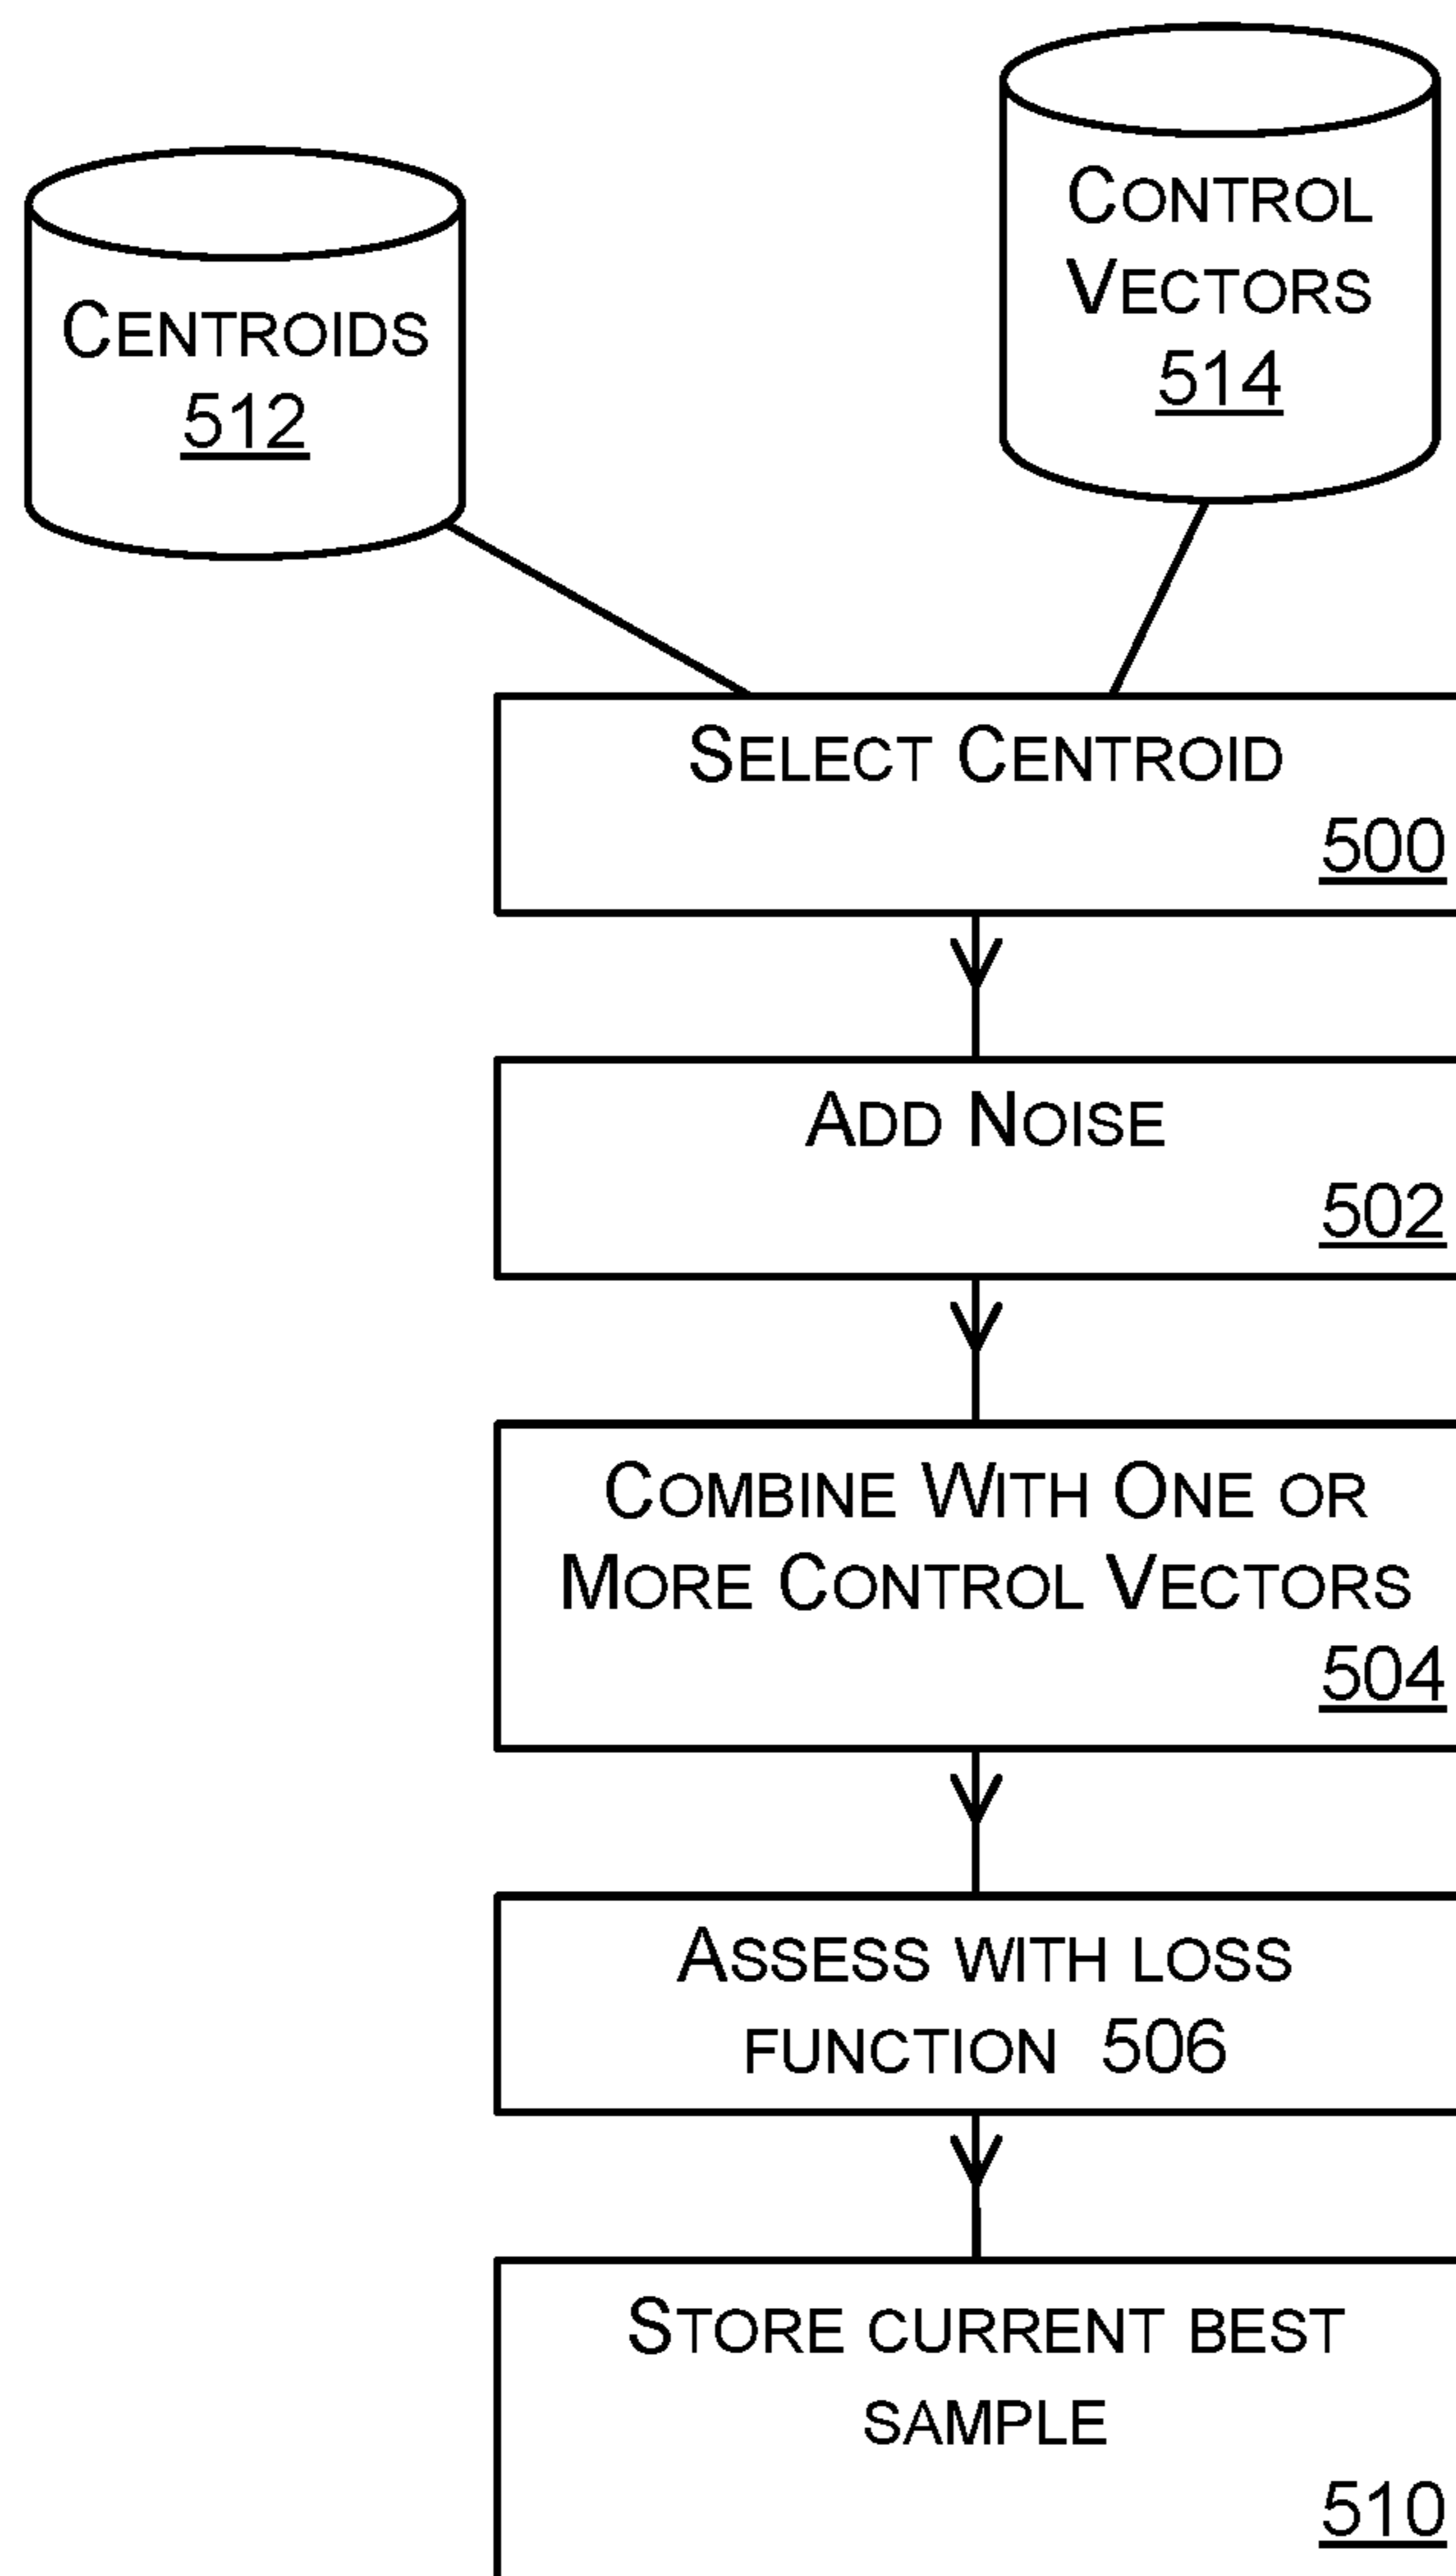 CONTROL
VECTORS
514
CENTROIDS
512
SELECT CENTROID
500
ADD NOISE
502
COMBINE WITH ONE OR
MORE CONTROL VECTORS
504
ASSESS WITH LOSS
FUNCTION 506
STORE CURRENT BEST
SAMPLE
510